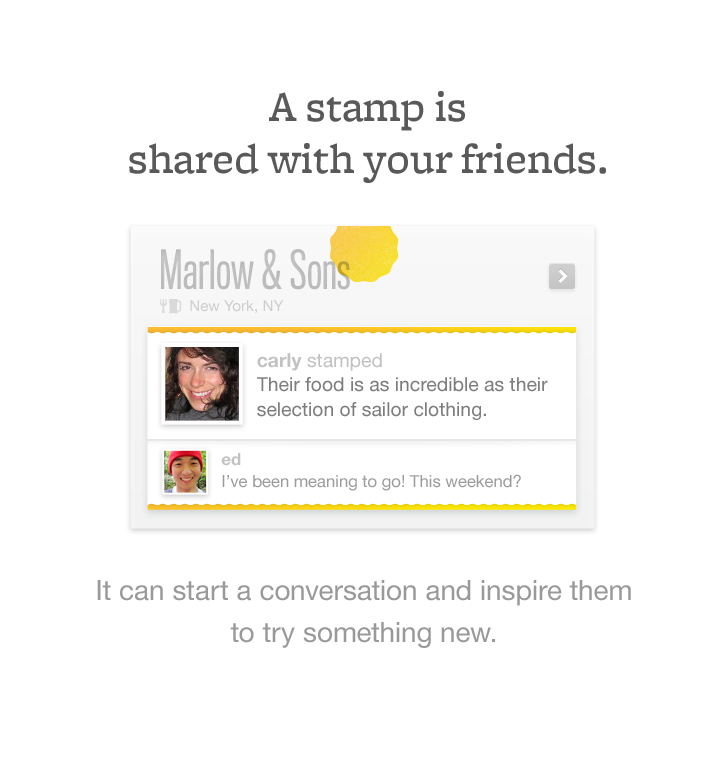 A stamp is
shared with your friends.
Marlow & Sons
New York, NY
carly stamped
Their food is as incredible as their
selection of sailor clothing.
ed
I’ve been meaning to go! This weekend?
It can start a conversation and inspire them
to try something new.